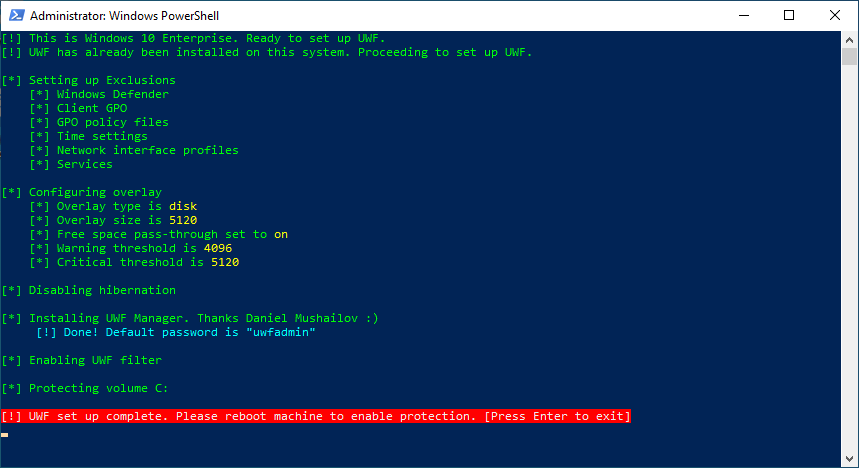 Administrator: Windows PowerShell
[!] This is Windows 10 Enterprise. Ready to set up UWF.
[!] UWF has already been installed on this system. Proceeding to set up UWF.
[*] Setting up Exclusions
[*] Windows Defender
[*] Client GPO
[*] GPO policy files
[*] Time settings
[*] Network interface profiles
[*] Services
[*] Configuring overlay
[*] Overlay type is disk
[*] Overlay size is 5120
[*] Free space pass-through set to on
[*] Warning threshold is 4096
[*] Critical threshold is 5120
[*] Disabling hibernation
[*] Installing UWF Manager. Thanks Daniel Mushailov :)
[!] Done! Default password is "uwfadmin"
[*] Enabling UWF filter
[*] Protecting volume C:
[!] UWF set up complete. Please reboot machine to enable protection. [Press Enter to exit]